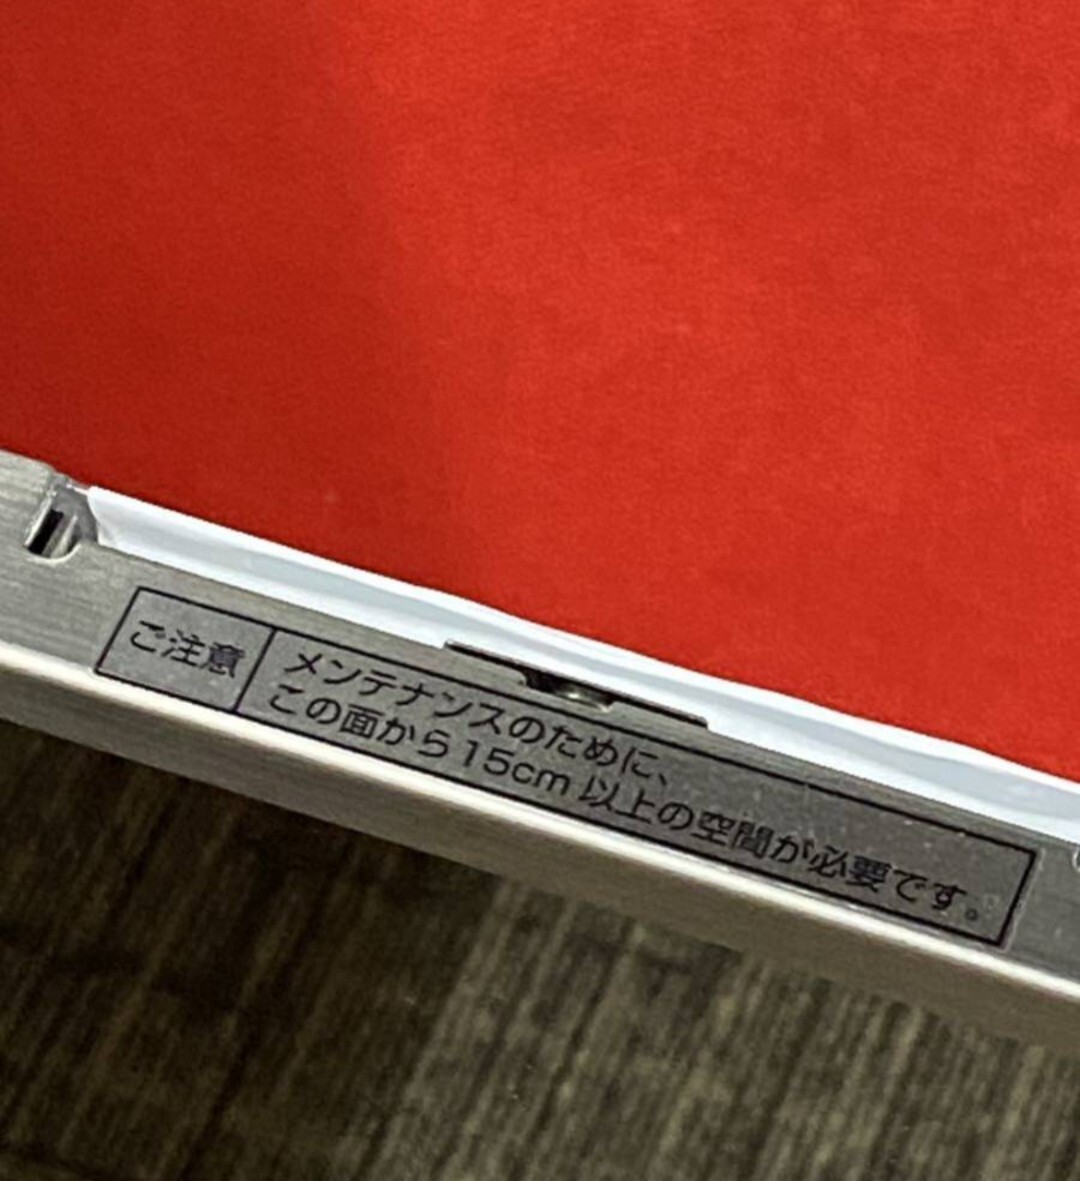 ご注意
メンテナンスのために、
この面から15cm以上の空間が必要です。